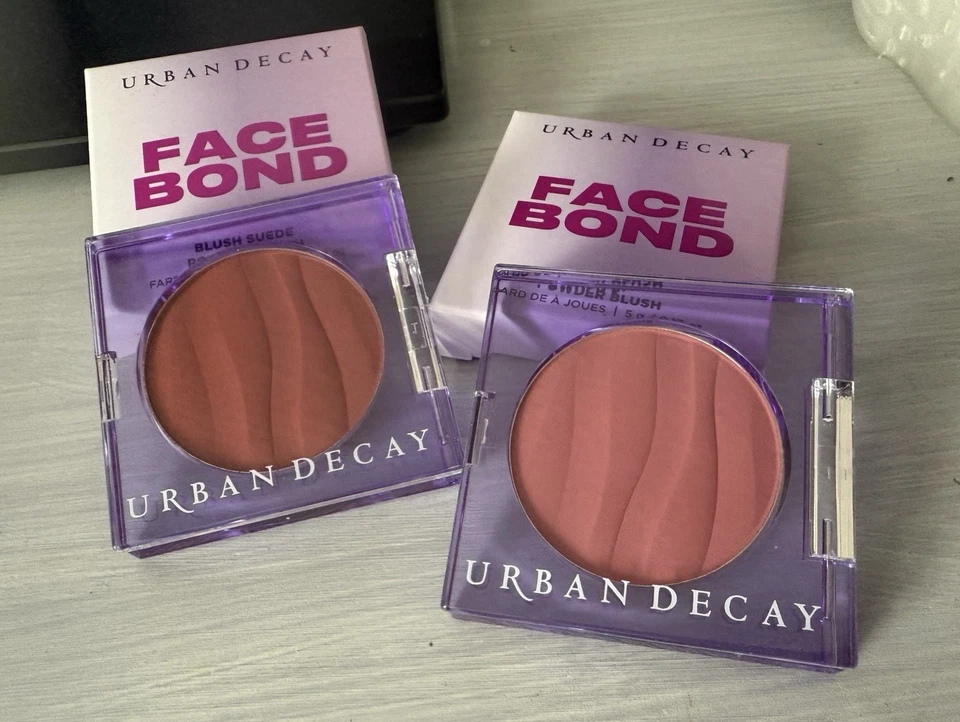 URBAN DECAY
FACE
BOND
BLUSH SUEDE
URBAN DECAY
URBAN DECAY
FACE
BOND
POWDER BLUSH
FARD DE À JOUES | 5 g
URBAN DECAY